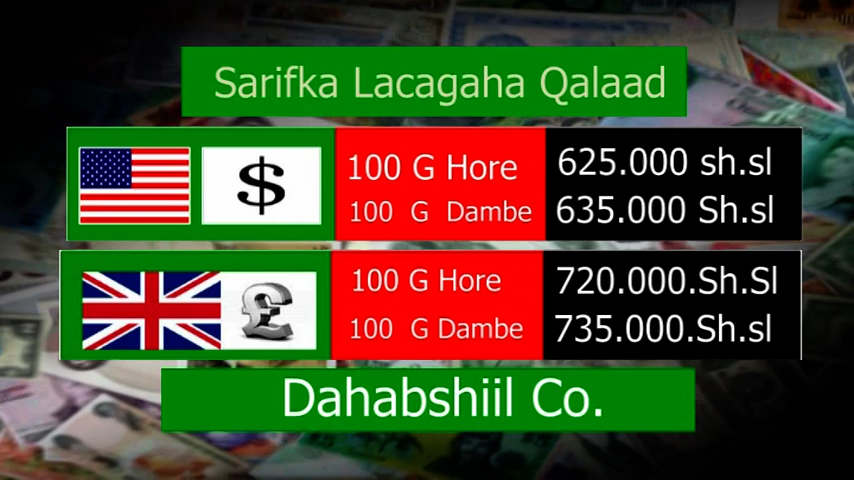 Sarifka Lacagaha Qalaad
$
100 G Hore 625.000 sh.sl
100 G Dambe 635.000 Sh.sl
£
100 G Hore 720.000.Sh.Sl
100 G Dambe 735.000.Sh.sl
Dahabshiil Co.